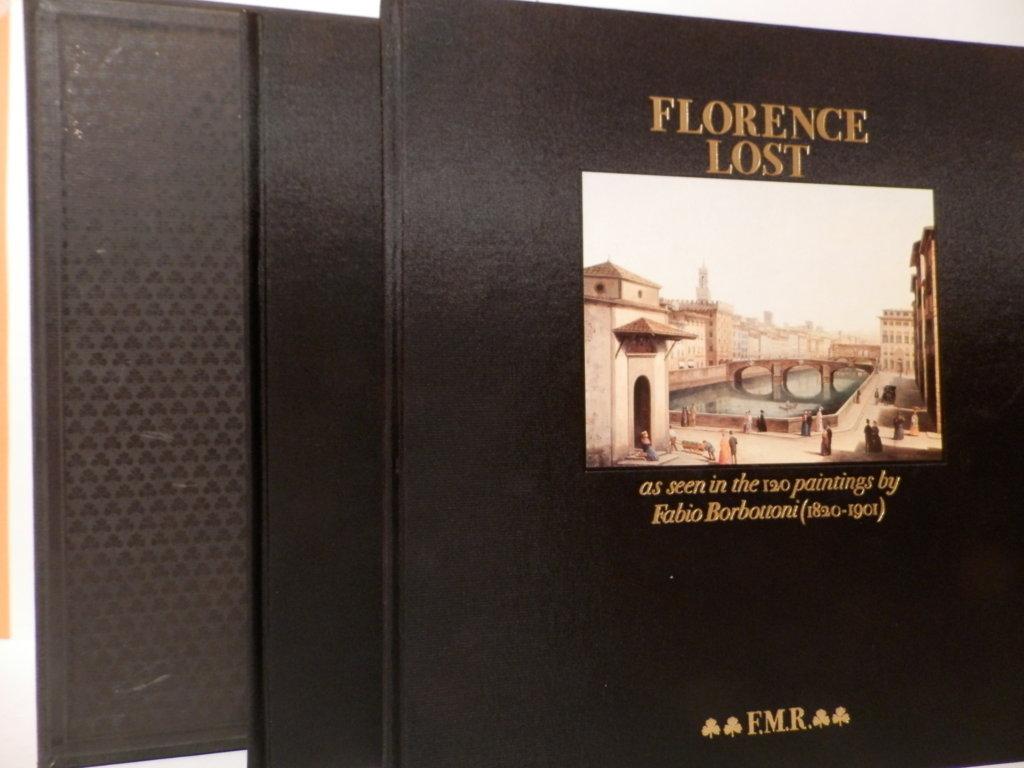 FLORENCE
LOST
as seen in the 120 paintings by
Fabio Borbottoni (1820-1901)
F.M.R.